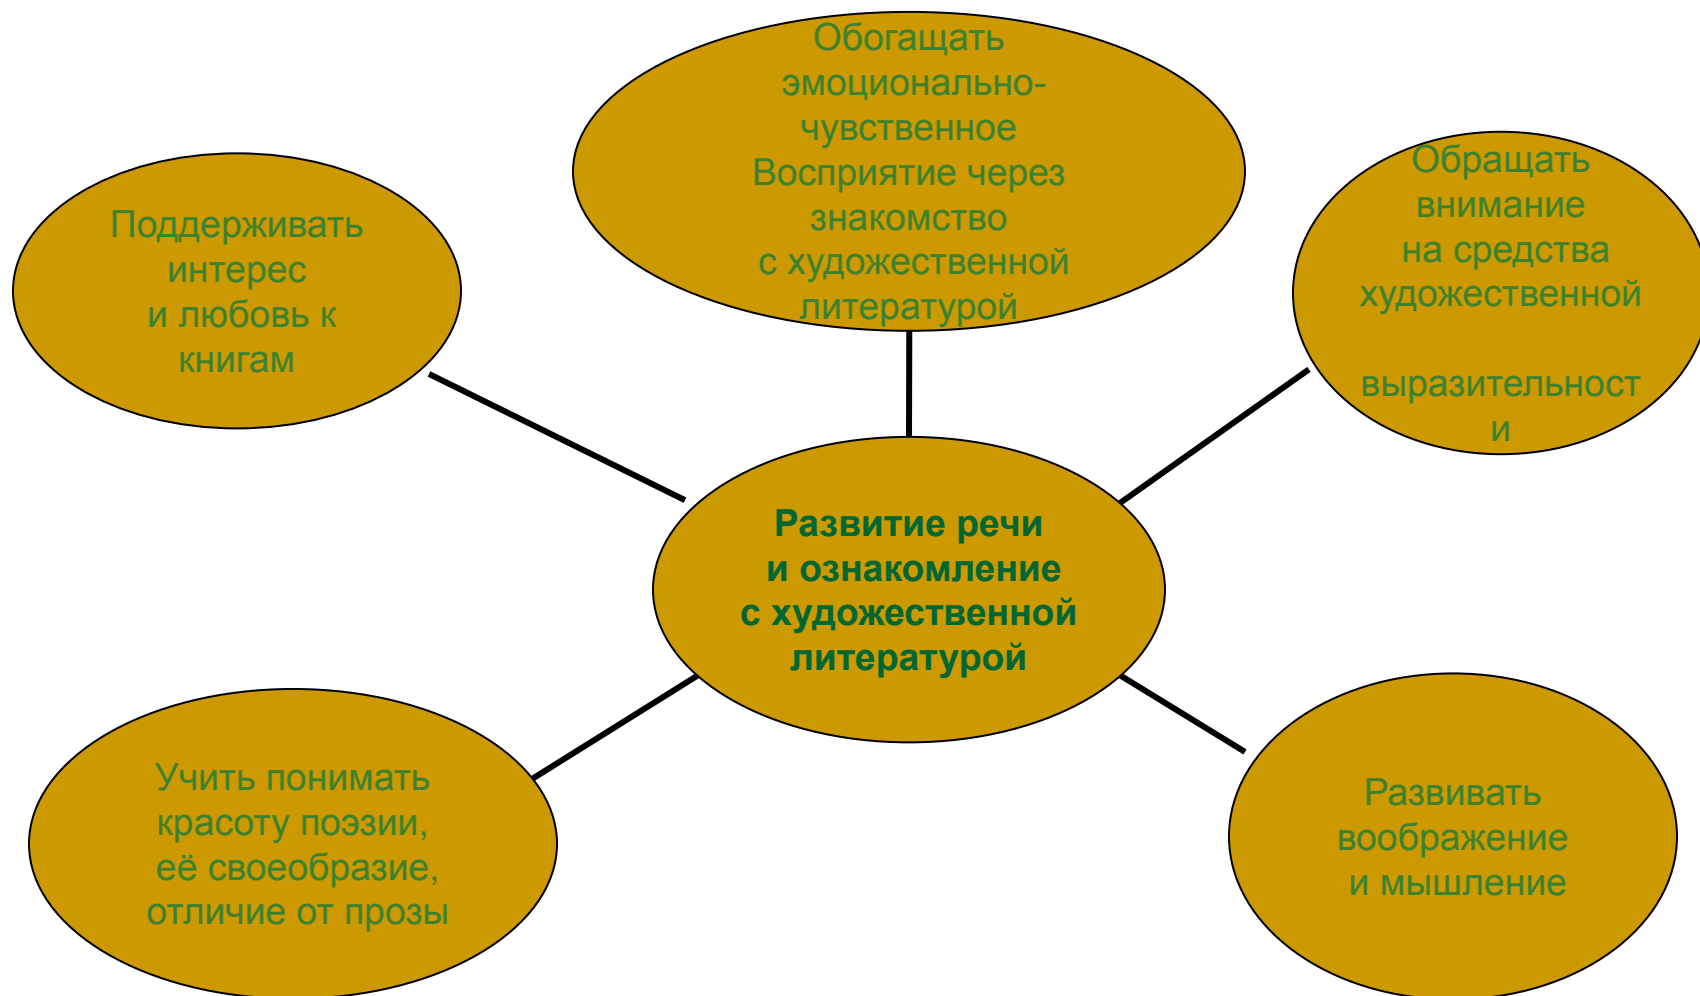 Обогащать
эмоционально-
чувственное
Восприятие через
знакомство
с художественной
литературой
Поддерживать
интерес
и любовь к
книгам
Обращать
внимание
на средства
художественной
выразительност
и
Развитие речи
и ознакомление
с художественной
литературой
Учить понимать
красоту поэзии,
её своеобразие,
отличие от прозы
Развивать
воображение
и мышление